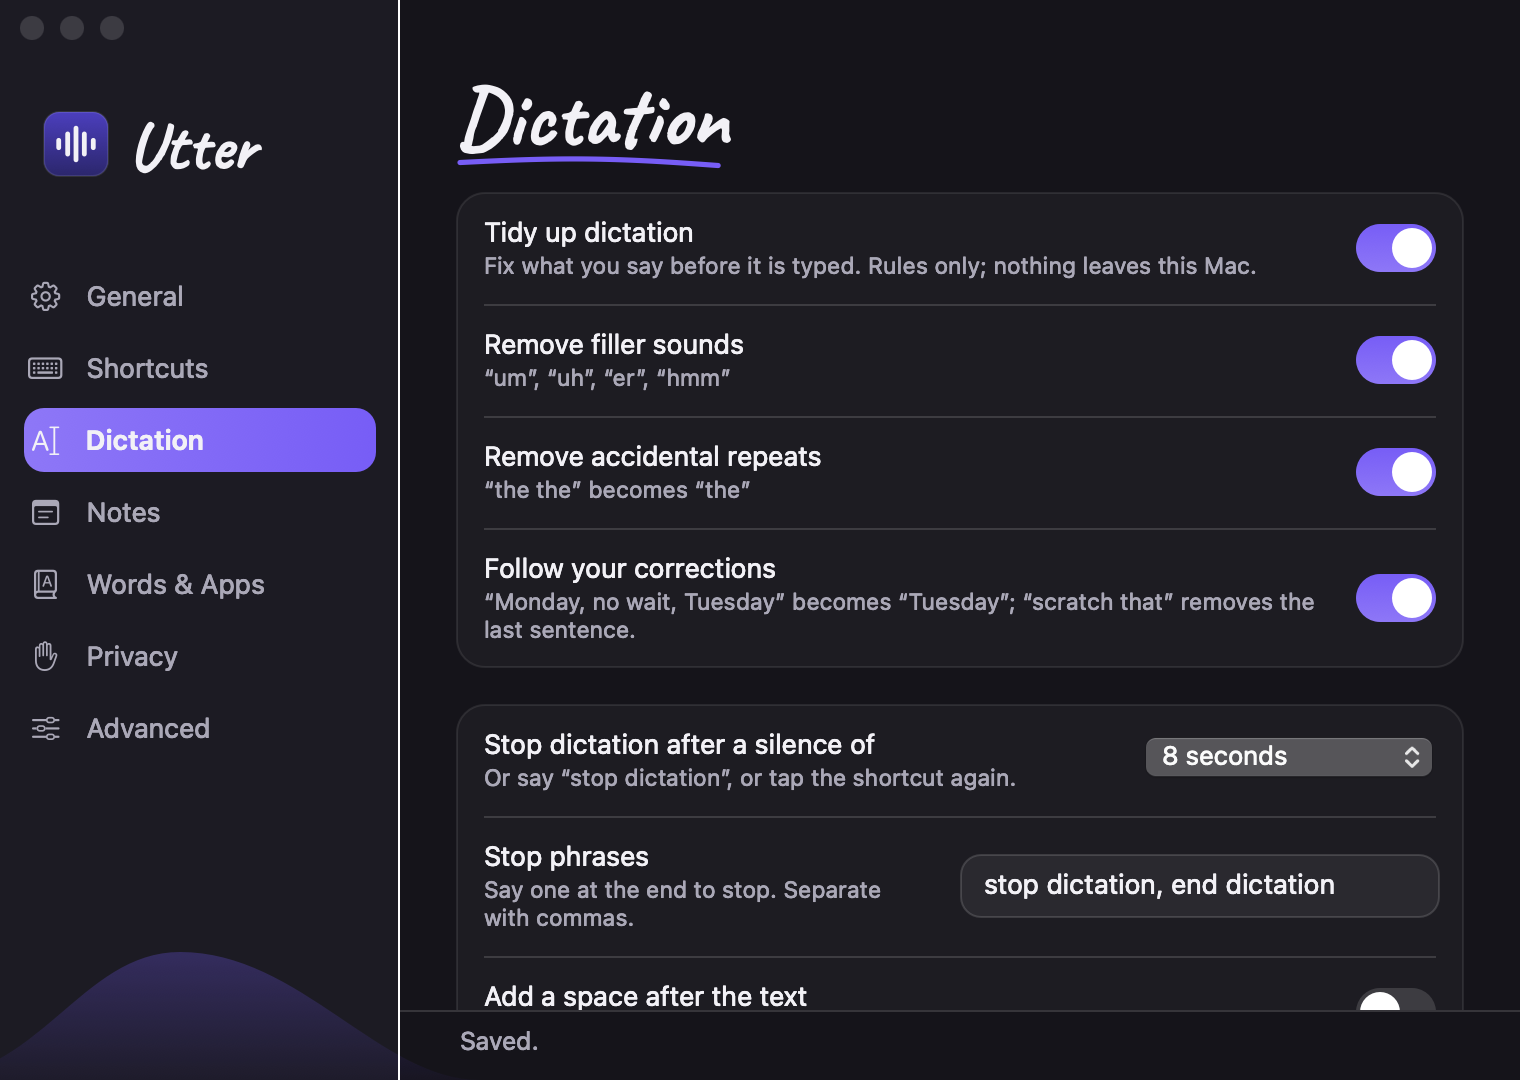 Utter
General
Shortcuts
Dictation
Notes
Words & Apps
Privacy
Advanced
Dictation
Tidy up dictation
Fix what you say before it is typed. Rules only; nothing leaves this Mac.
Remove filler sounds
“um”, “uh”, “er”, “hmm”
Remove accidental repeats
“the the” becomes “the”
Follow your corrections
“Monday, no wait, Tuesday” becomes “Tuesday”; “scratch that” removes the
last sentence.
Stop dictation after a silence of
8 seconds
Or say “stop dictation”, or tap the shortcut again.
Stop phrases
Say one at the end to stop. Separate
with commas.
stop dictation, end dictation
Add a space after the text
Saved.